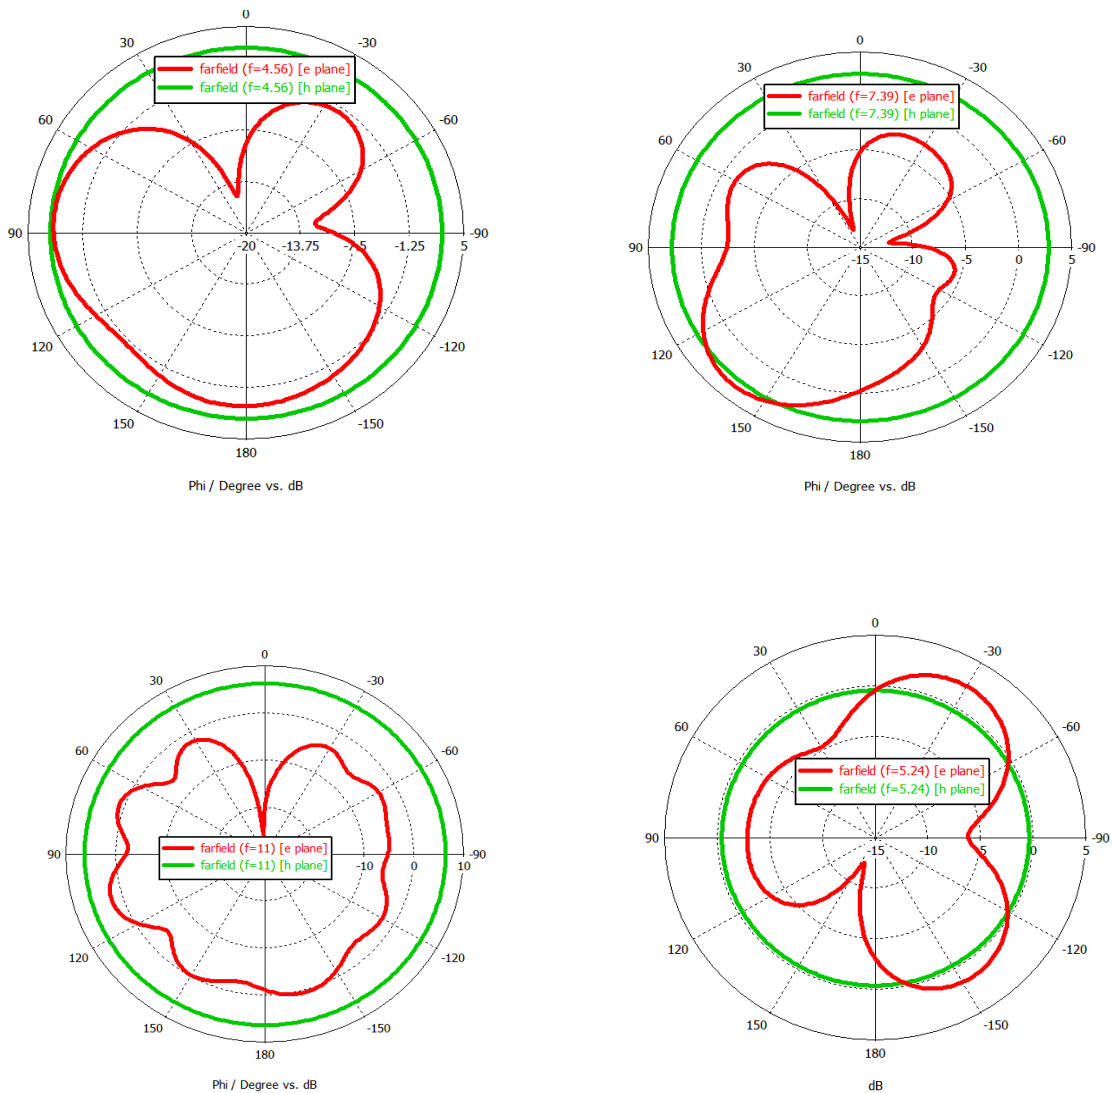 0
30 -30
farfield (f=4.56) [e plane]
farfield (f=4.56) [h plane]
60 -60
90 -20 -13.75 -7.5 -1.25 5 -90
120 -120
150 -150
180
Phi / Degree vs. dB
0
30 -30
farfield (f=7.39) [e plane]
farfield (f=7.39) [h plane]
60 -60
90 -15 -10 -5 0 5 -90
120 -120
150 -150
180
Phi / Degree vs. dB
0
30 -30
60 -60
farfield (f=11) [e plane]
farfield (f=11) [h plane]
90 -10 0 10 -90
120 -120
150 -150
180
Phi / Degree vs. dB
0
30 -30
60 -60
farfield (f=5.24) [e plane]
farfield (f=5.24) [h plane]
90 -15 -10 -5 0 5 -90
120 -120
150 -150
180
dB